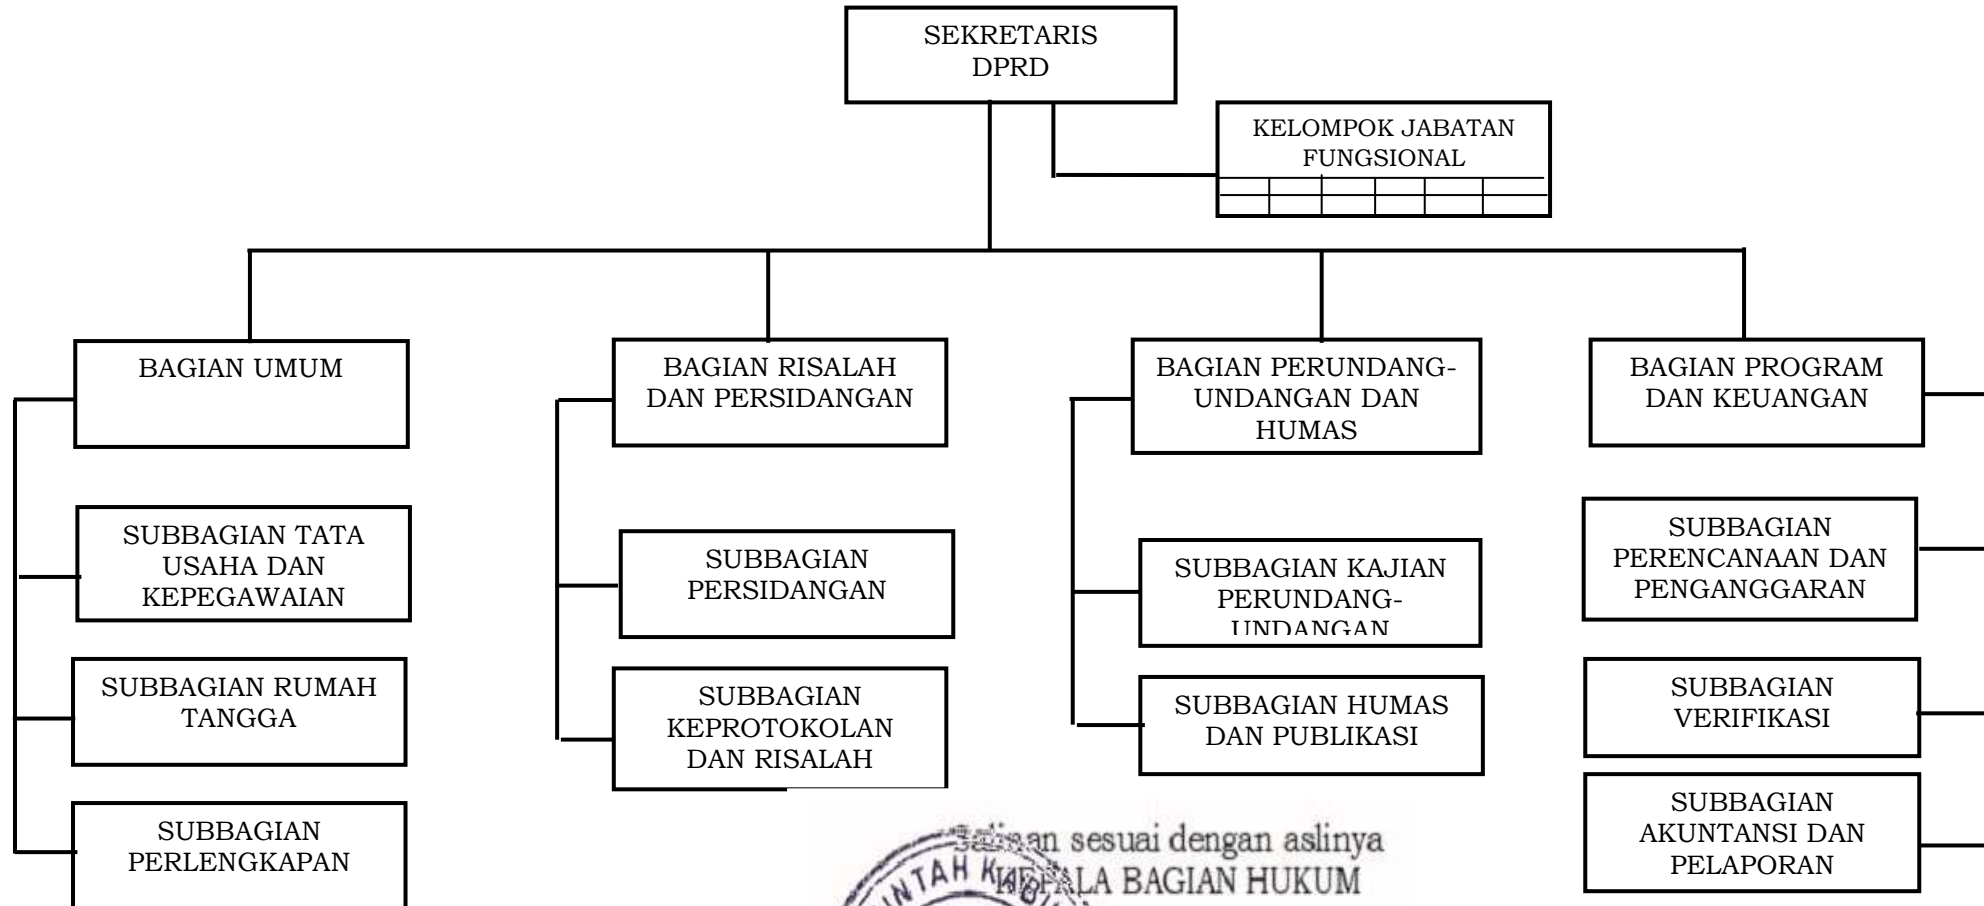 SEKRETARIS
DPRD
KELOMPOK JABATAN
FUNGSIONAL
BAGIAN UMUM
BAGIAN RISALAH
DAN PERSIDANGAN
BAGIAN PERUNDANG-
UNDANGAN DAN
HUMAS
BAGIAN PROGRAM
DAN KEUANGAN
SUBBAGIAN TATA
USAHA DAN
KEPEGAWAIAN
SUBBAGIAN RUMAH
TANGGA
SUBBAGIAN
PERLENGKAPAN
SUBBAGIAN
PERSIDANGAN
SUBBAGIAN
KEPROTOKOLAN
DAN RISALAH
SUBBAGIAN KAJIAN
PERUNDANG-
UNDANGAN
SUBBAGIAN HUMAS
DAN PUBLIKASI
SUBBAGIAN
PERENCANAAN DAN
PENGANGGARAN
SUBBAGIAN
VERIFIKASI
SUBBAGIAN
AKUNTANSI DAN
PELAPORAN
Salinan sesuai dengan aslinya
KEPALA BAGIAN HUKUM